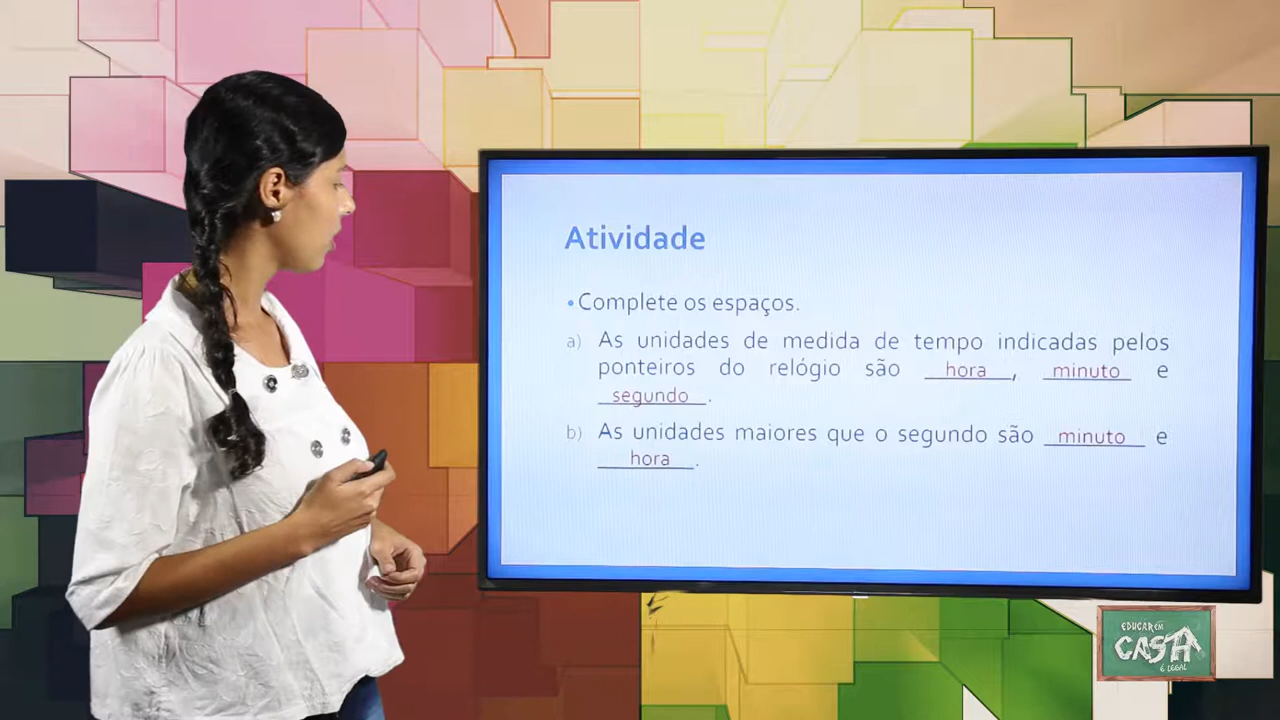 Atividade
•Complete os espaços.
a) As unidades de medida de tempo indicadas pelos
ponteiros do relógio são hora, minuto e
segundo.
b) As unidades maiores que o segundo são minuto e
hora.
EDUCAR EM
CASA
É LEGAL